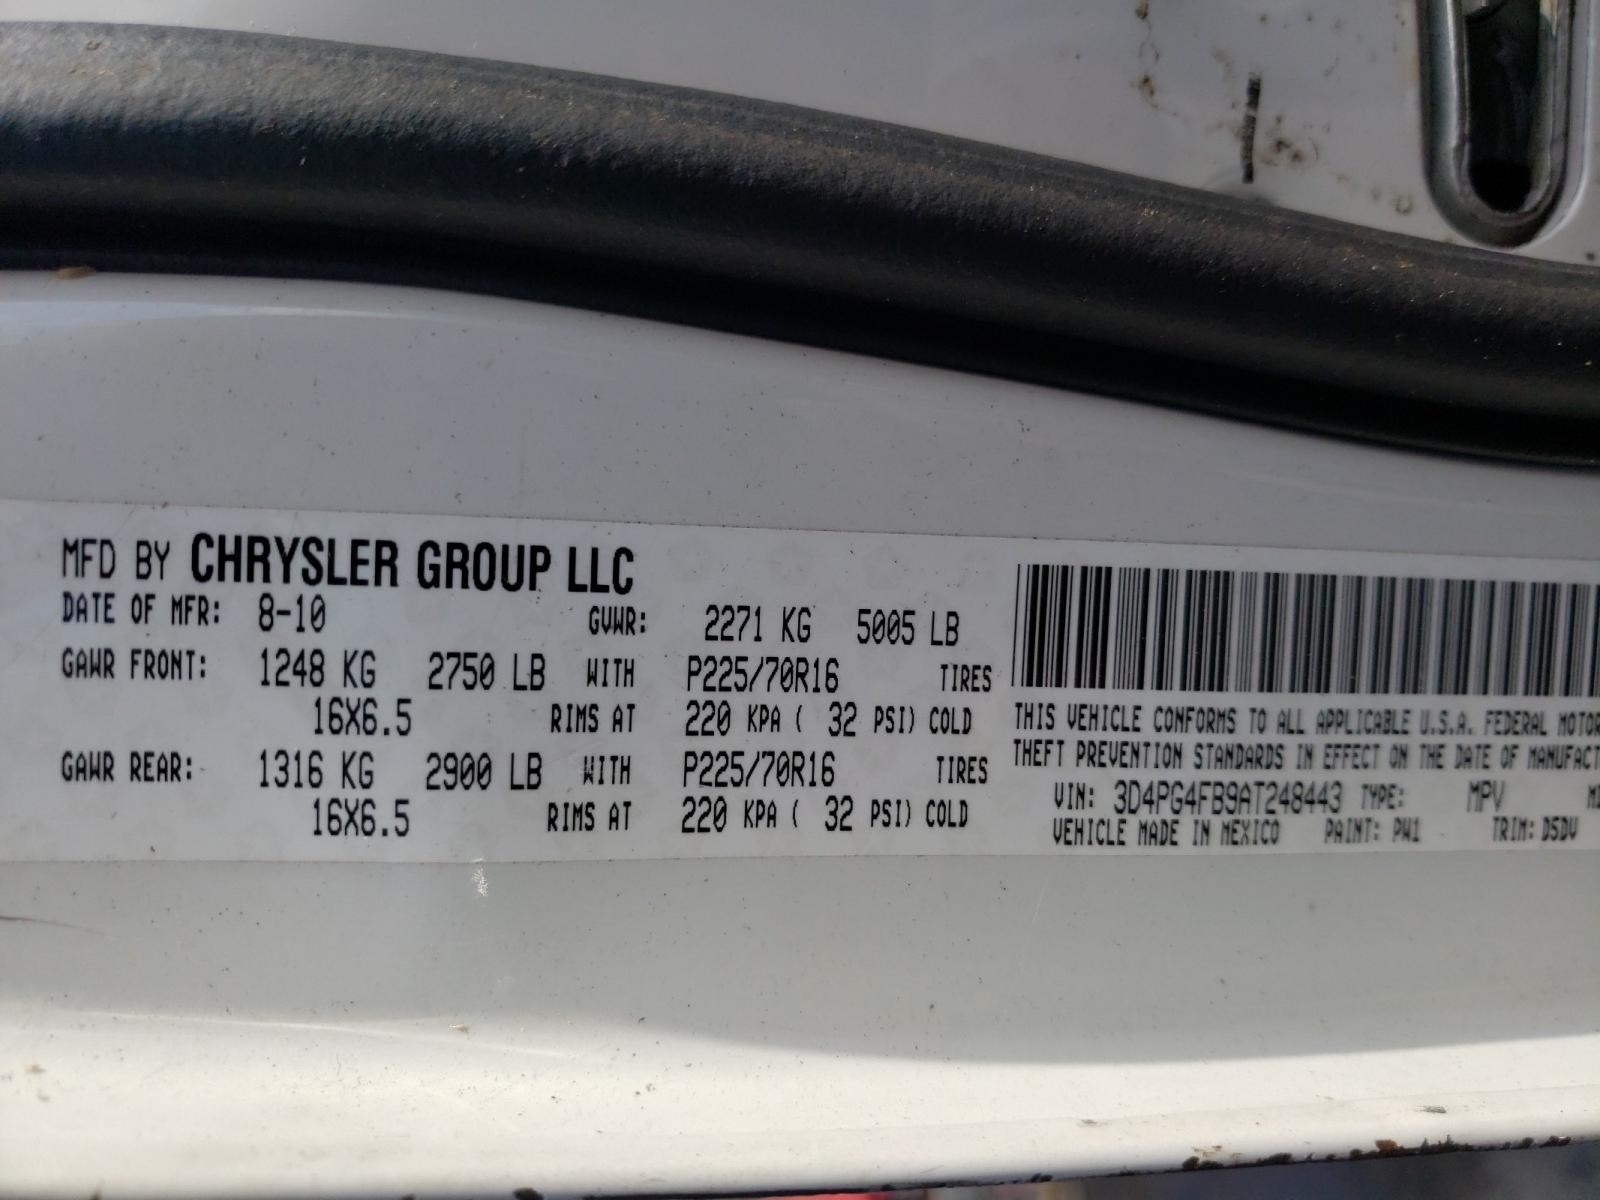 MFD BY CHRYSLER GROUP LLC
DATE OF MFR: 8-10 GVWR: 2271 KG 5005 LB
GAWR FRONT: 1248 KG 2750 LB WITH P225/70R16 TIRES
16X6.5 RIMS AT 220 KPA ( 32 PSI) COLD
GAWR REAR: 1316 KG 2900 LB WITH P225/70R16 TIRES
16X6.5 RIMS AT 220 KPA ( 32 PSI) COLD
THIS VEHICLE CONFORMS TO ALL APPLICABLE U.S.A. FEDERAL MOTOR
THEFT PREVENTION STANDARDS IN EFFECT ON THE DATE OF MANUFACT
VIN: 3D4PG4FB9AT248443 TYPE: MPV
VEHICLE MADE IN MEXICO PAINT: PW1 TRIM: D5DV